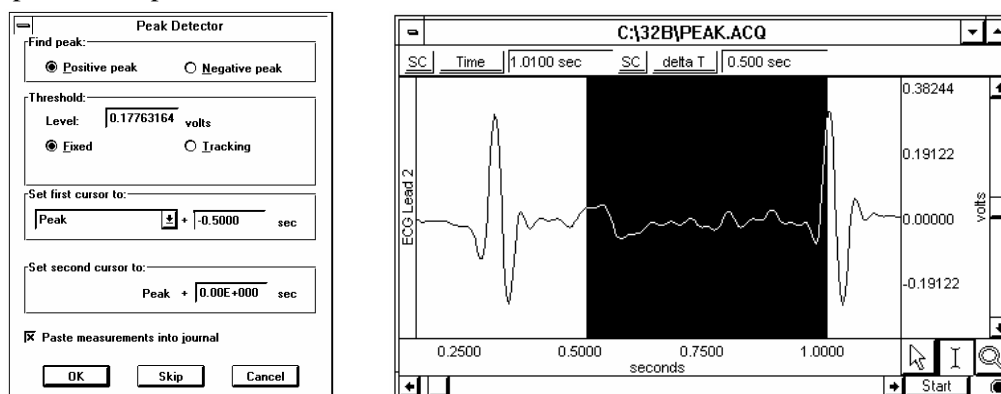 Peak Detector
Find peak:
Positive peak Negative peak
Threshold:
Level: 0.17763164 volts
Fixed Tracking
Set first cursor to:
Peak + -0.5000 sec
Set second cursor to:
Peak + 0.00E+000 sec
Paste measurements into journal
OK Skip Cancel
C:\32B\PEAK.ACQ
SC Time 1.0100 sec SC delta T 0.500 sec
ECG Lead 2
0.38244
0.19122
0.00000
-0.19122
volts
0.2500 0.5000 0.7500 1.0000
seconds
Start